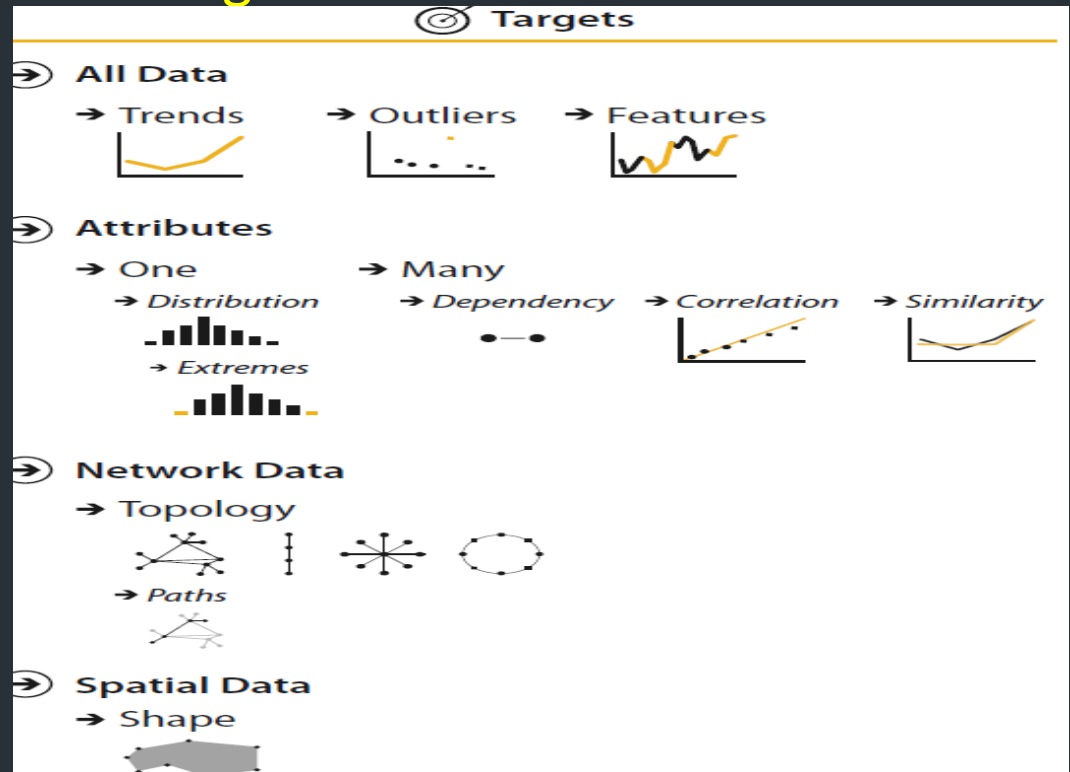 Targets
All Data
Trends Outliers Features
Attributes
One Many
Distribution Dependency Correlation Similarity
Extremes
Network Data
Topology
Paths
Spatial Data
Shape